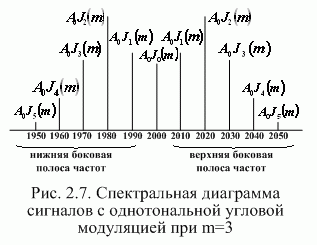 A₀J₂(m) A₀J₂(m)
A₀J₃(m) A₀J₁(m) A₀J₀(m) A₀J₁(m) A₀J₃(m)
A₀J₄(m) A₀J₄(m)
A₀J₅(m) A₀J₅(m)
1950 1960 1970 1980 1990 2000 2010 2020 2030 2040 2050
нижняя боковая верхняя боковая
полоса частот полоса частот
Рис. 2.7. Спектральная диаграмма
сигналов с однотональной угловой
модуляцией при m=3